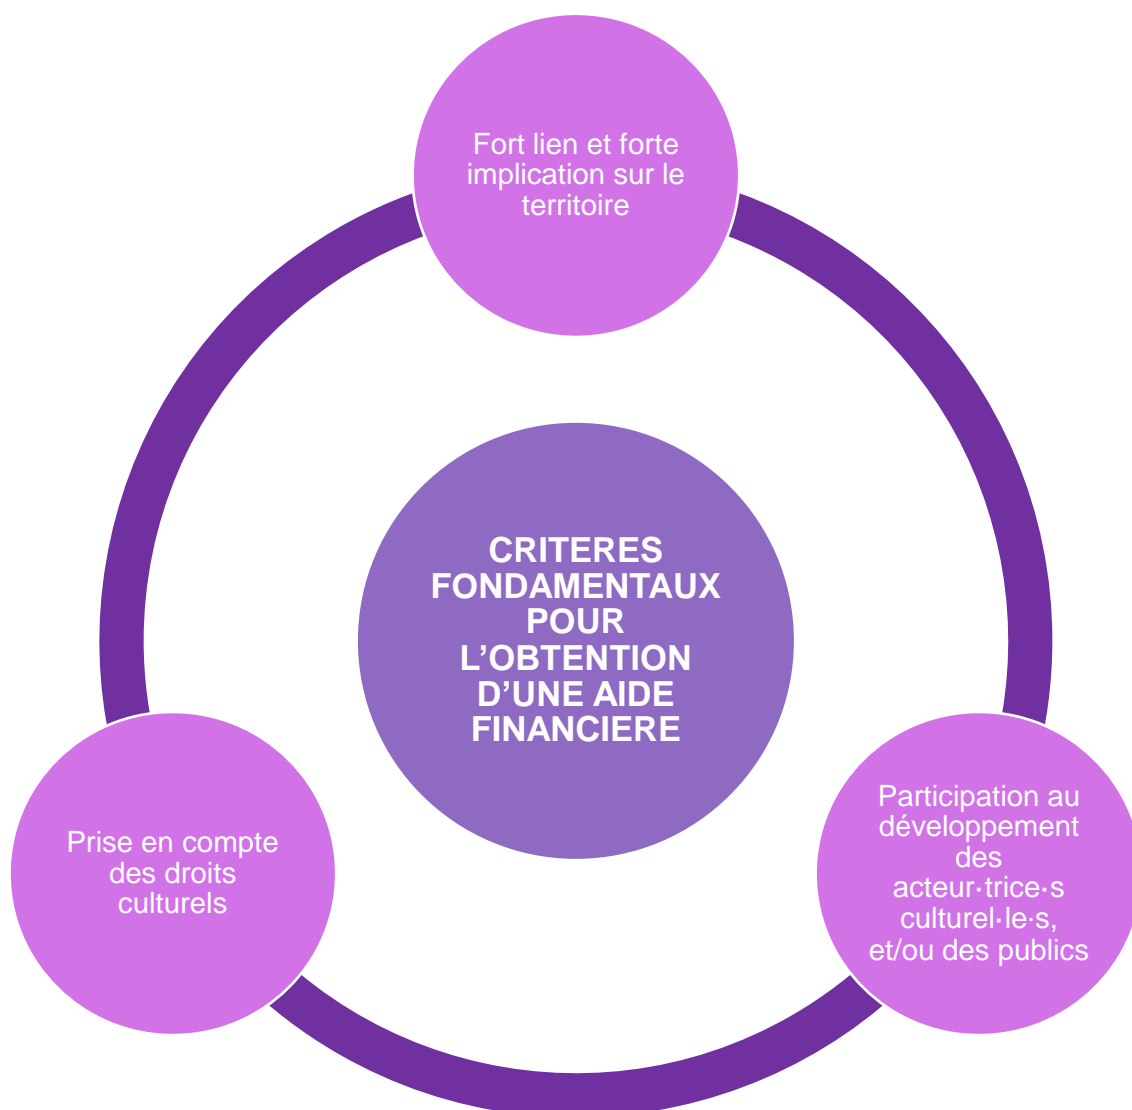 Fort lien et forte
implication sur le
territoire
CRITERES
FONDAMENTAUX
POUR
L’OBTENTION
D’UNE AIDE
FINANCIERE
Participation au
développement
des
acteur·trice·s
culturel·le·s,
et/ou des publics
Prise en compte
des droits
culturels